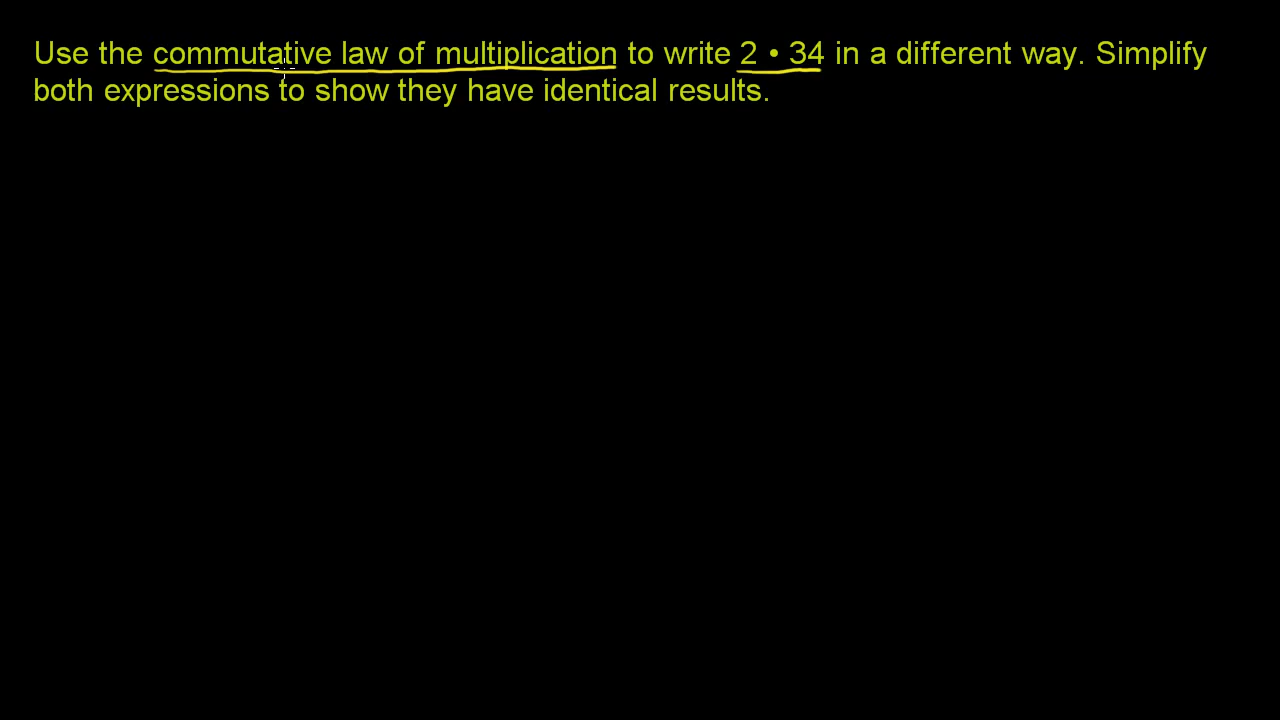 Use the commutative law of multiplication to write 2 • 34 in a different way. Simplify
both expressions to show they have identical results.